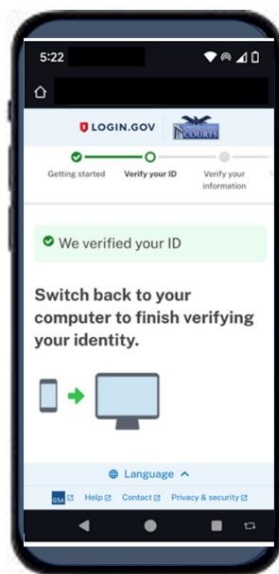 5:22
LOGIN.GOV COURTS
Getting started Verify your ID Verify your
information
We verified your ID
Switch back to your
computer to finish verifying
your identity.
Language
GSA Help Contact Privacy & security